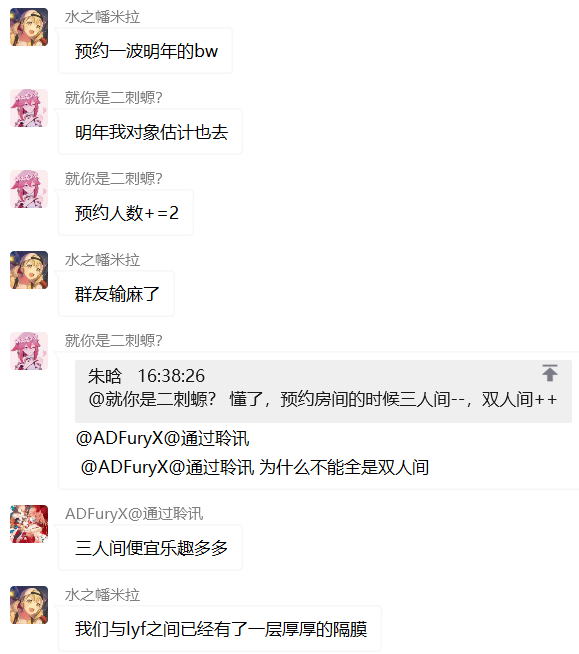 水之幡米拉
预约一波明年的bw
就你是二刺螈?
明年我对象估计也去
就你是二刺螈?
预约人数+=2
水之幡米拉
群友输麻了
就你是二刺螈?
朱晗 16:38:26
@就你是二刺螈? 懂了，预约房间的时候三人间--，双人间++
@ADFuryX@通过聆讯
@ADFuryX@通过聆讯 为什么不能全是双人间
ADFuryX@通过聆讯
三人间便宜乐趣多多
水之幡米拉
我们与lyf之间已经有了一层厚厚的隔膜